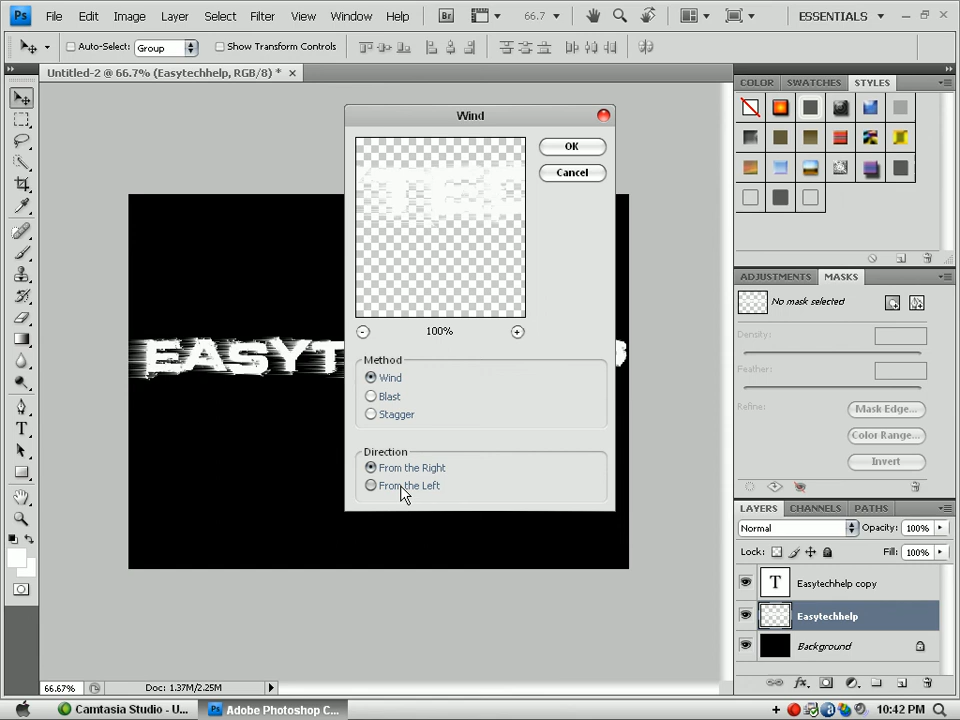 Ps File Edit Image Layer Select Filter View Window Help Br 66.7 ESSENTIALS
Auto-Select: Group Show Transform Controls
Untitled-2 @ 66.7% (Easytechhelp, RGB/8) *
COLOR SWATCHES STYLES
Wind
OK
Cancel
100%
Method
Wind
Blast
Stagger
Direction
From the Right
From the Left
EASYT
ADJUSTMENTS MASKS
No mask selected
Density:
Feather:
Refine:
Mask Edge...
Color Range...
Invert
LAYERS CHANNELS PATHS
Normal Opacity: 100%
Lock: Fill: 100%
T Easytechhelp copy
Easytechhelp
Background
66.67% Doc: 1.37M/2.25M
Camtasia Studio - U... Ps Adobe Photoshop C... 10:42 PM